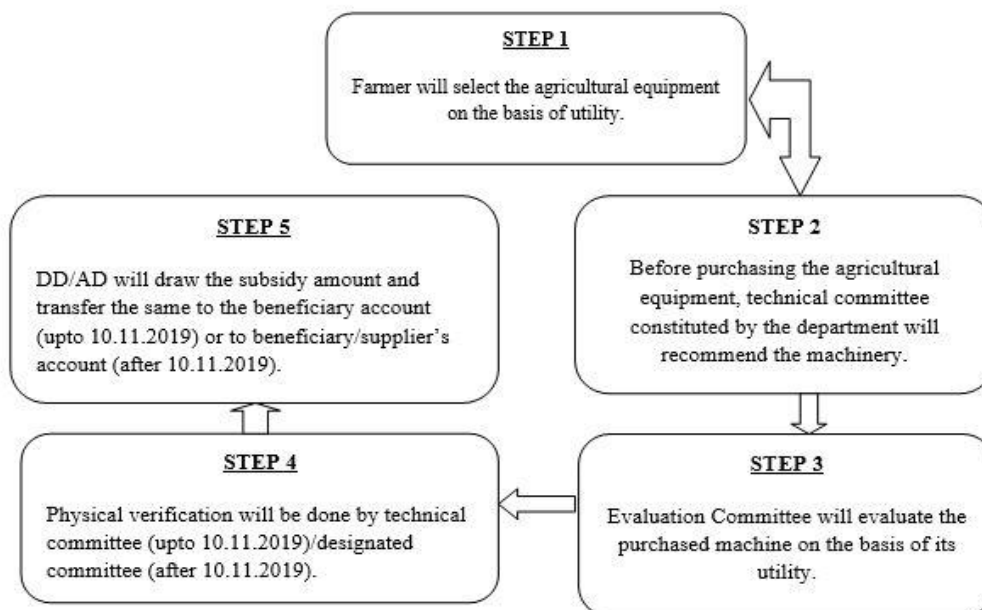 STEP 1
Farmer will select the agricultural equipment
on the basis of utility.
STEP 2
Before purchasing the agricultural
equipment, technical committee
constituted by the department will
recommend the machinery.
STEP 3
Evaluation Committee will evaluate the
purchased machine on the basis of its
utility.
STEP 4
Physical verification will be done by technical
committee (upto 10.11.2019)/designated
committee (after 10.11.2019).
STEP 5
DD/AD will draw the subsidy amount and
transfer the same to the beneficiary account
(upto 10.11.2019) or to beneficiary/supplier’s
account (after 10.11.2019).